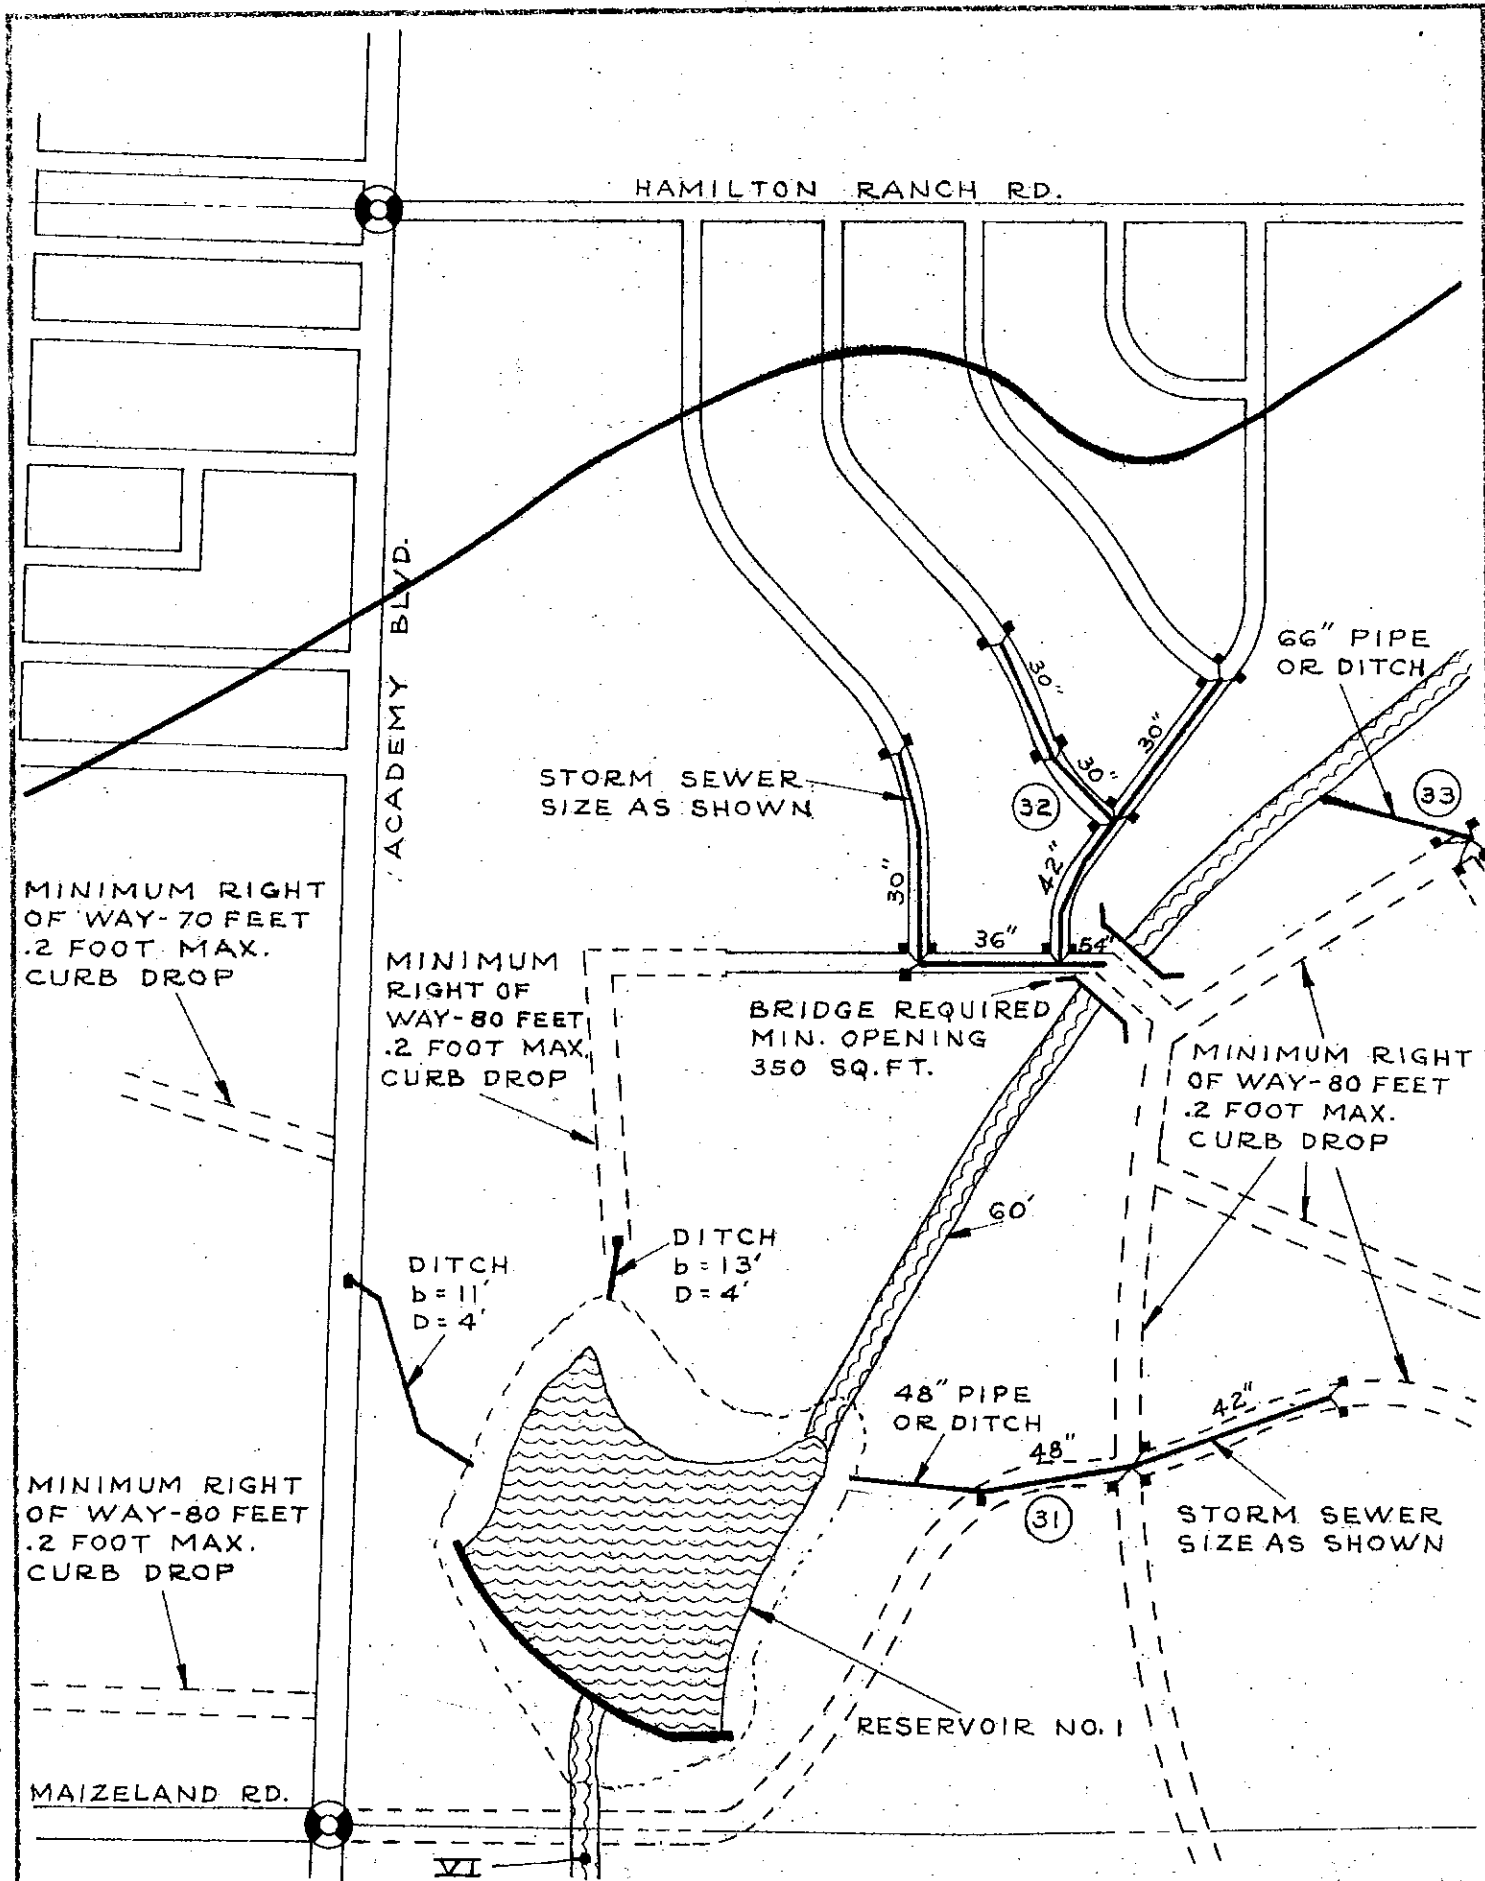 HAMILTON RANCH RD.
ACADEMY BLVD.
66" PIPE
OR DITCH
33
30"
30"
30"
32
STORM SEWER
SIZE AS SHOWN
42"
30"
36"
54"
MINIMUM RIGHT
OF WAY-70 FEET
.2 FOOT MAX.
CURB DROP
MINIMUM
RIGHT OF
WAY-80 FEET
.2 FOOT MAX.
CURB DROP
BRIDGE REQUIRED
MIN. OPENING
350 SQ.FT.
MINIMUM RIGHT
OF WAY-80 FEET
.2 FOOT MAX.
CURB DROP
60'
DITCH
b=11'
D=4'
DITCH
b=13'
D=4'
48" PIPE
OR DITCH
42"
48"
31
STORM SEWER
SIZE AS SHOWN
MINIMUM RIGHT
OF WAY-80 FEET
.2 FOOT MAX.
CURB DROP
RESERVOIR NO.1
MAIZELAND RD.
VI